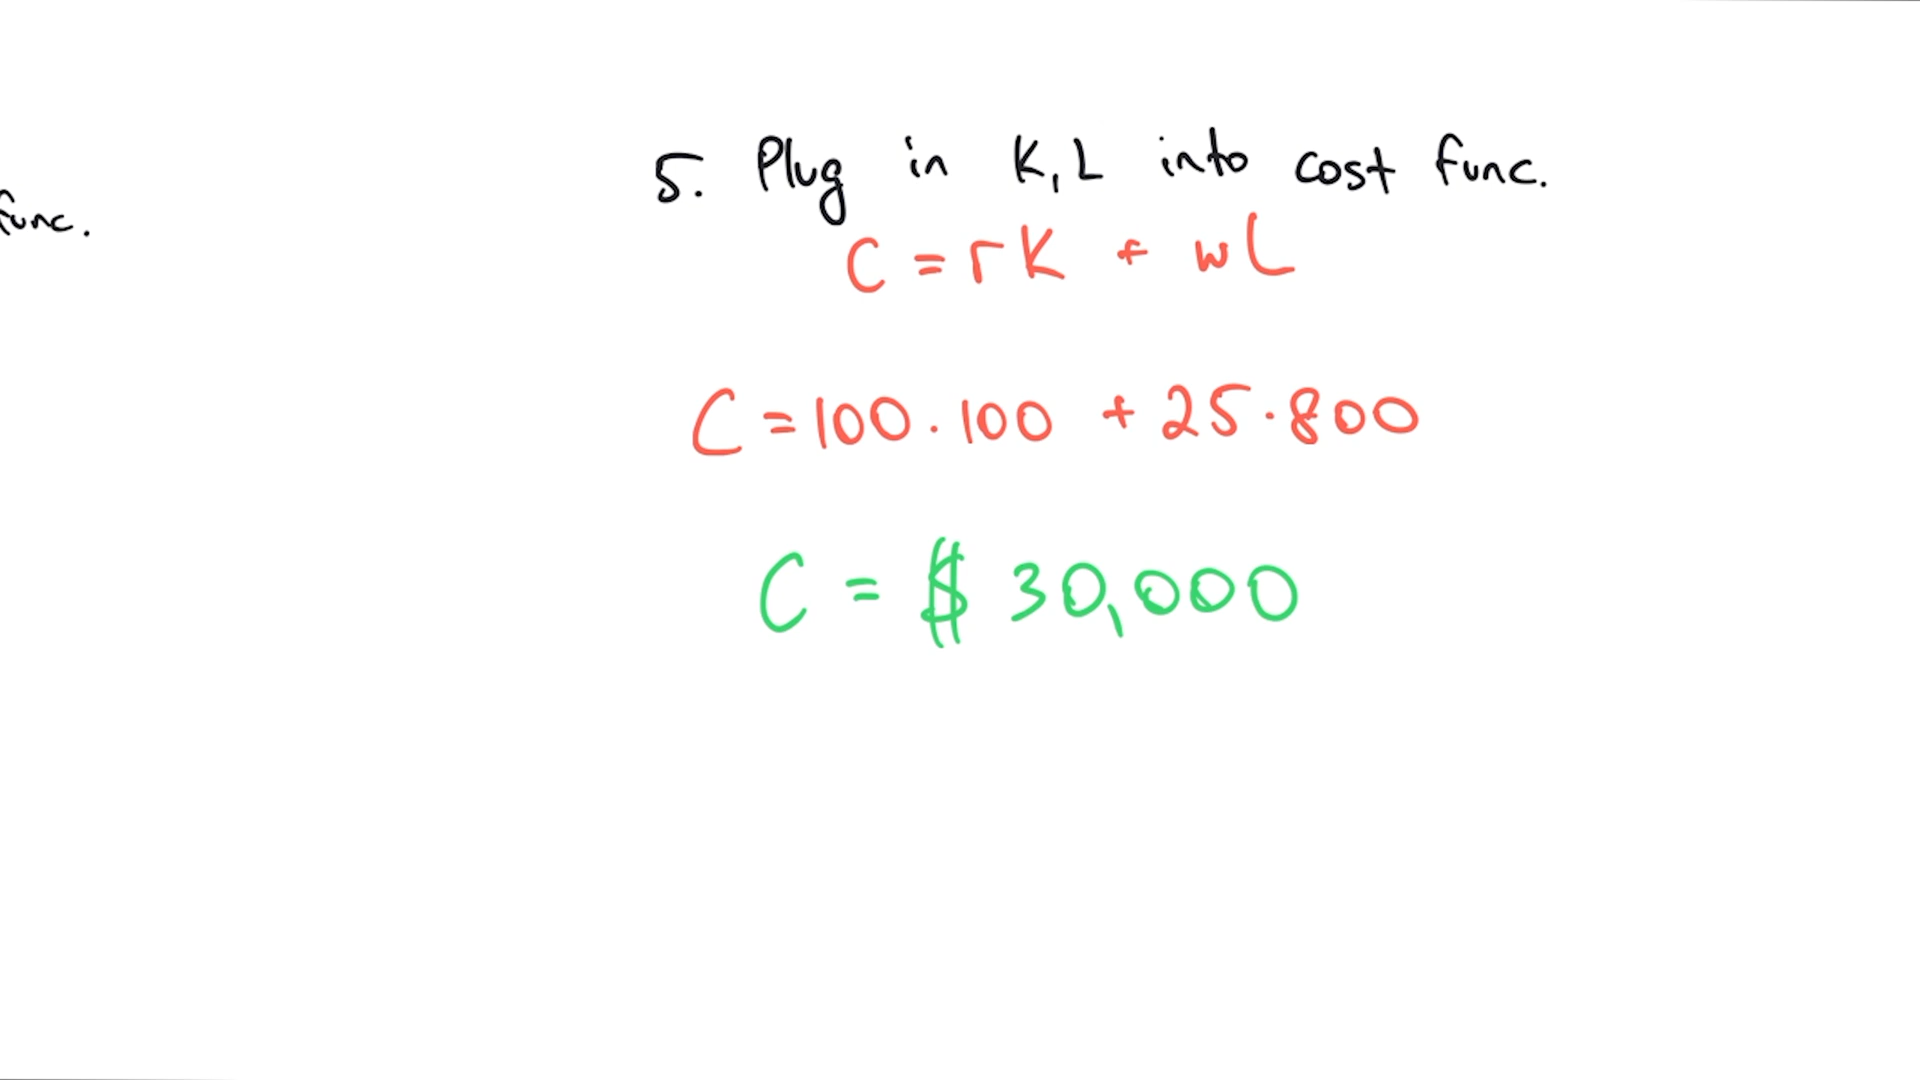 func.
5. Plug in K, L into cost func.
C = rK + wL
C = 100 · 100 + 25 · 800
C = $ 30,000